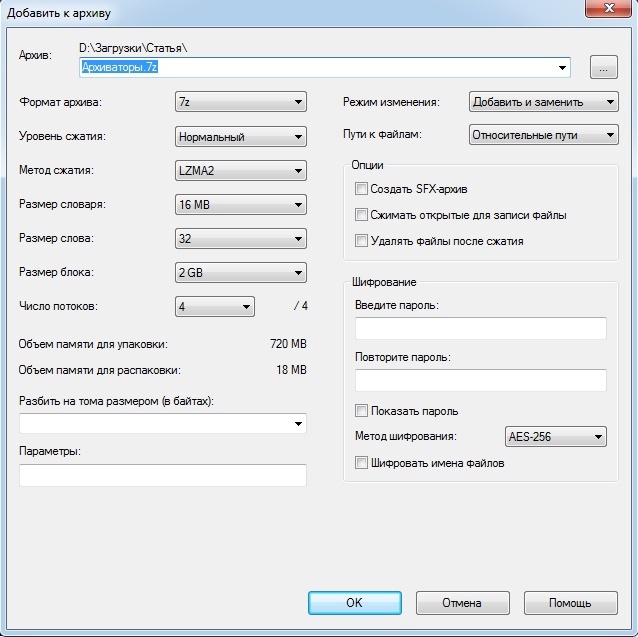 Добавить к архиву
Архив:
D:\Загрузки\Статья\
Архиваторы.7z
...
Формат архива:
7z
Уровень сжатия:
Нормальный
Метод сжатия:
LZMA2
Размер словаря:
16 MB
Размер слова:
32
Размер блока:
2 GB
Число потоков:
4
/ 4
Объем памяти для упаковки:
720 MB
Объем памяти для распаковки:
18 MB
Разбить на тома размером (в байтах):
Параметры:
Режим изменения:
Добавить и заменить
Пути к файлам:
Относительные пути
Опции
Создать SFX-архив
Сжимать открытые для записи файлы
Удалять файлы после сжатия
Шифрование
Введите пароль:
Повторите пароль:
Показать пароль
Метод шифрования:
AES-256
Шифровать имена файлов
OK
Отмена
Помощь